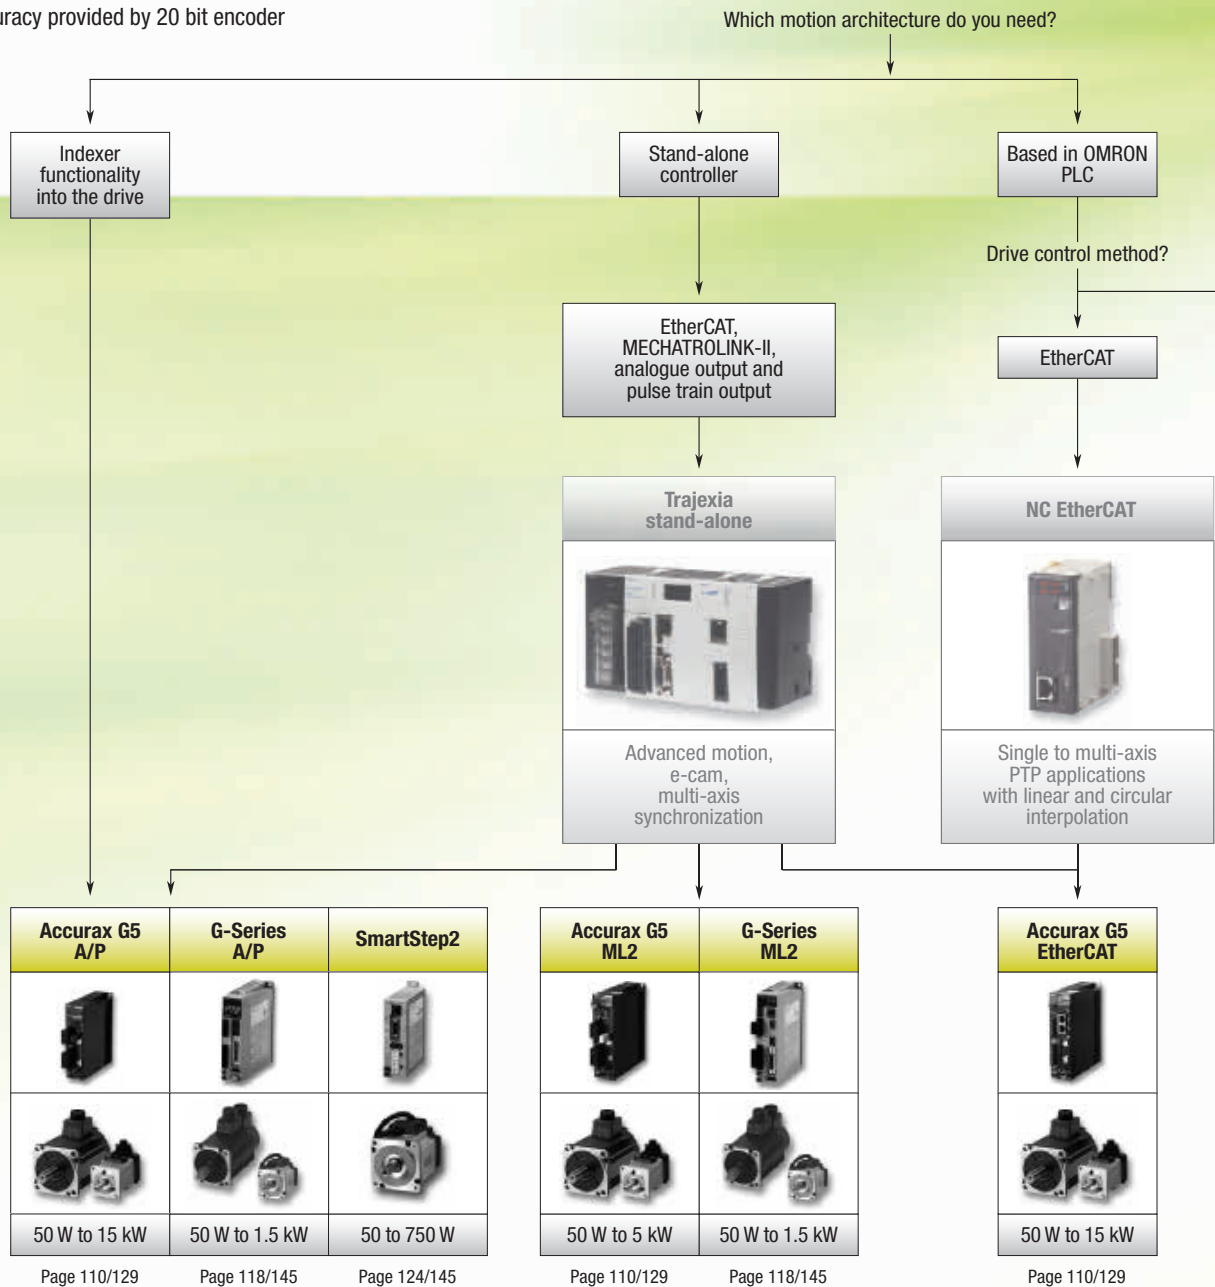 uracy provided by 20 bit encoder
Which motion architecture do you need?
Indexer
functionality
into the drive
Stand-alone
controller
Based in OMRON
PLC
Drive control method?
EtherCAT,
MECHATROLINK-II,
analogue output and
pulse train output
EtherCAT
Trajexia
stand-alone
NC EtherCAT
Advanced motion,
e-cam,
multi-axis
synchronization
Single to multi-axis
PTP applications
with linear and circular
interpolation
Accurax G5
A/P
G-Series
A/P
SmartStep2
Accurax G5
ML2
G-Series
ML2
Accurax G5
EtherCAT
50 W to 15 kW
50 W to 1.5 kW
50 to 750 W
50 W to 5 kW
50 W to 1.5 kW
50 W to 15 kW
Page 110/129
Page 118/145
Page 124/145
Page 110/129
Page 118/145
Page 110/129